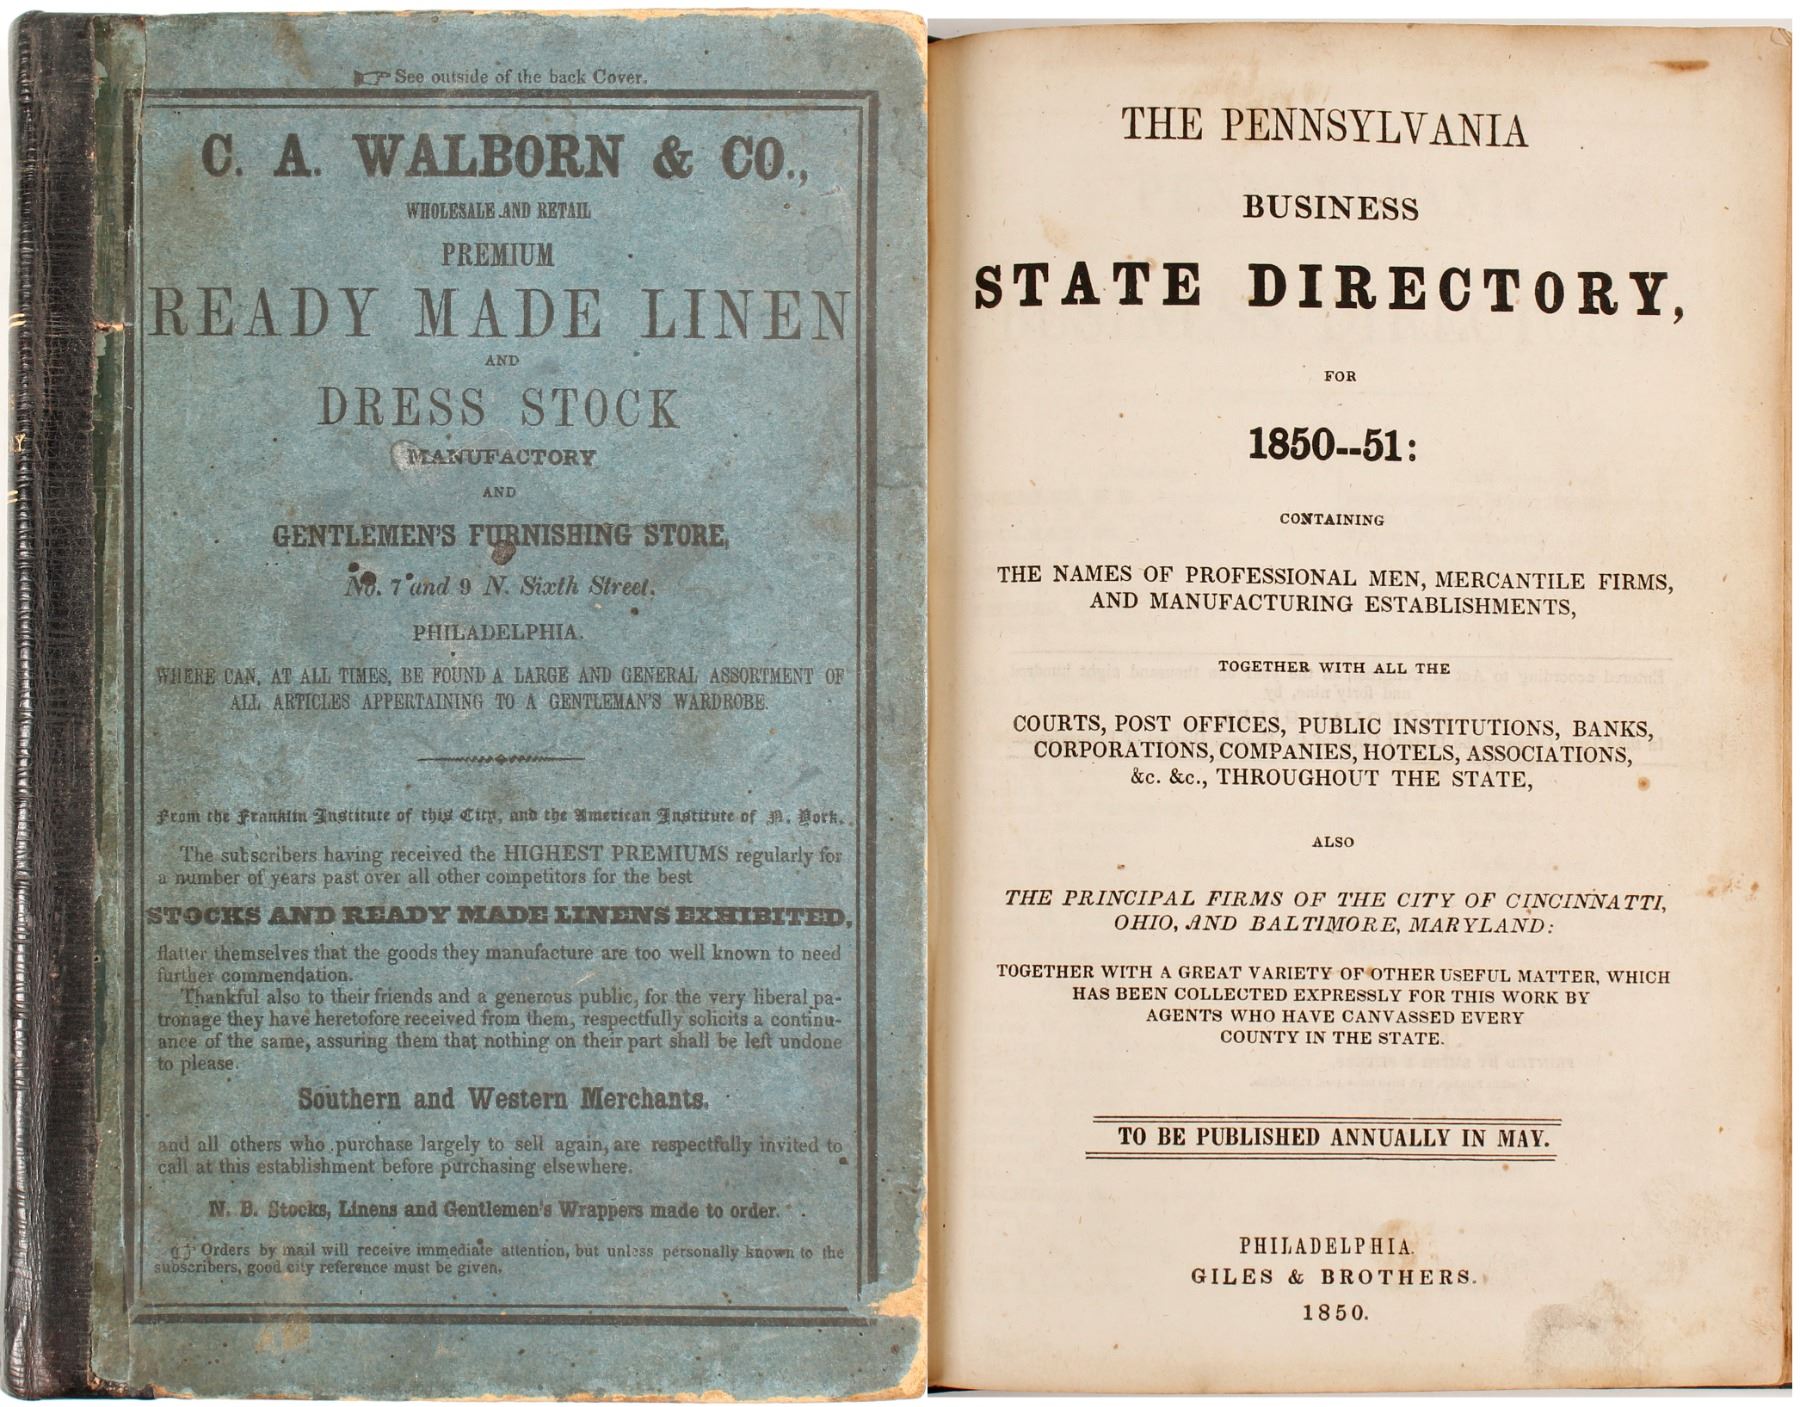 See outside of the back Cover.
C. A. WALBORN & CO.,
WHOLESALE AND RETAIL
PREMIUM
READY MADE LINEN
AND
DRESS STOCK
MANUFACTORY
AND
GENTLEMEN'S FURNISHING STORE,
No. 7 and 9 N. Sixth Street.
PHILADELPHIA.
WHERE CAN, AT ALL TIMES, BE FOUND A LARGE AND GENERAL ASSORTMENT OF
ALL ARTICLES APPERTAINING TO A GENTLEMAN'S WARDROBE.
From the Franklin Institute of this City, and the American Institute of N. York.
The subscribers having received the HIGHEST PREMIUMS regularly for
a number of years past over all other competitors for the best
STOCKS AND READY MADE LINENS EXHIBITED,
flatter themselves that the goods they manufacture are too well known to need
further commendation.
Thankful also to their friends and a generous public, for the very liberal pa-
tronage they have heretofore received from them, respectfully solicits a continu-
ance of the same, assuring them that nothing on their part shall be left undone
to please.
Southern and Western Merchants,
and all others who purchase largely to sell again, are respectfully invited to
call at this establishment before purchasing elsewhere.
N. B. Stocks, Linens and Gentlemen's Wrappers made to order.
Orders by mail will receive immediate attention, but unless personally known to the
subscribers, good city reference must be given.
Y
THE PENNSYLVANIA
BUSINESS
STATE DIRECTORY,
FOR
1850--51:
CONTAINING
THE NAMES OF PROFESSIONAL MEN, MERCANTILE FIRMS,
AND MANUFACTURING ESTABLISHMENTS,
TOGETHER WITH ALL THE
COURTS, POST OFFICES, PUBLIC INSTITUTIONS, BANKS,
CORPORATIONS, COMPANIES, HOTELS, ASSOCIATIONS,
&c. &c., THROUGHOUT THE STATE,
ALSO
THE PRINCIPAL FIRMS OF THE CITY OF CINCINNATTI,
OHIO, AND BALTIMORE, MARYLAND:
TOGETHER WITH A GREAT VARIETY OF OTHER USEFUL MATTER, WHICH
HAS BEEN COLLECTED EXPRESSLY FOR THIS WORK BY
AGENTS WHO HAVE CANVASSED EVERY
COUNTY IN THE STATE.
TO BE PUBLISHED ANNUALLY IN MAY.
PHILADELPHIA.
GILES & BROTHERS.
1850.